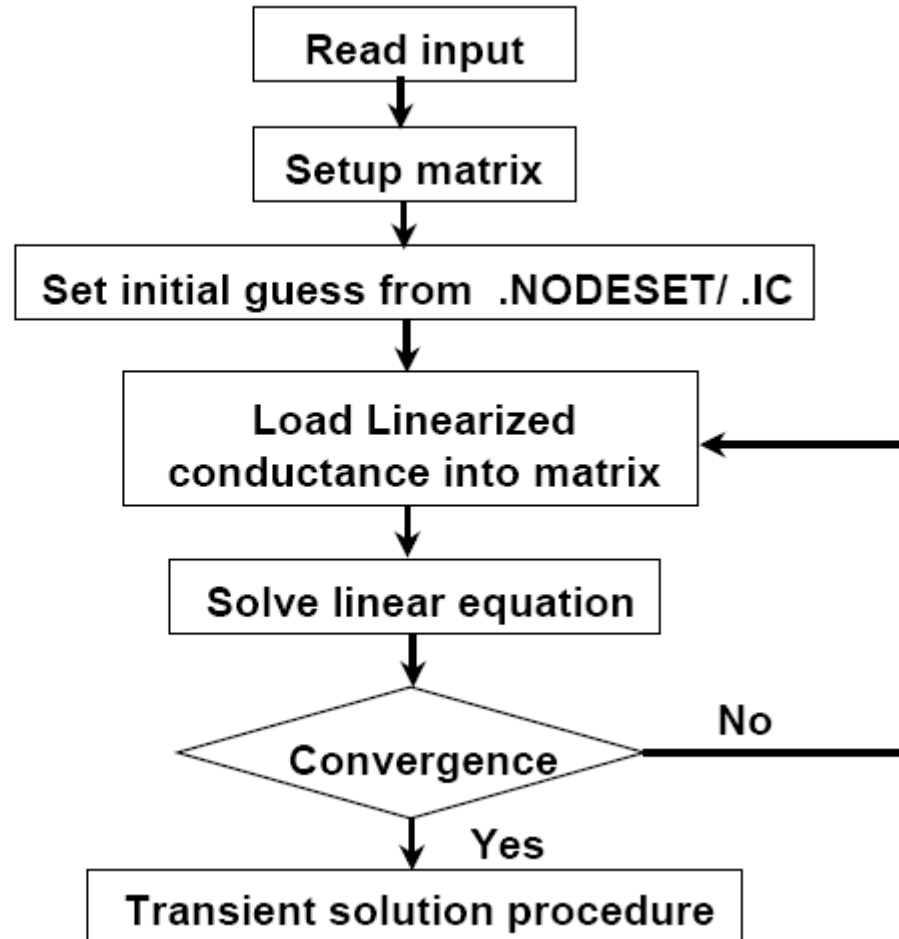 Read input
Setup matrix
Set initial guess from .NODESET/ .IC
Load Linearized
conductance into matrix
Solve linear equation
Convergence
No
Yes
Transient solution procedure